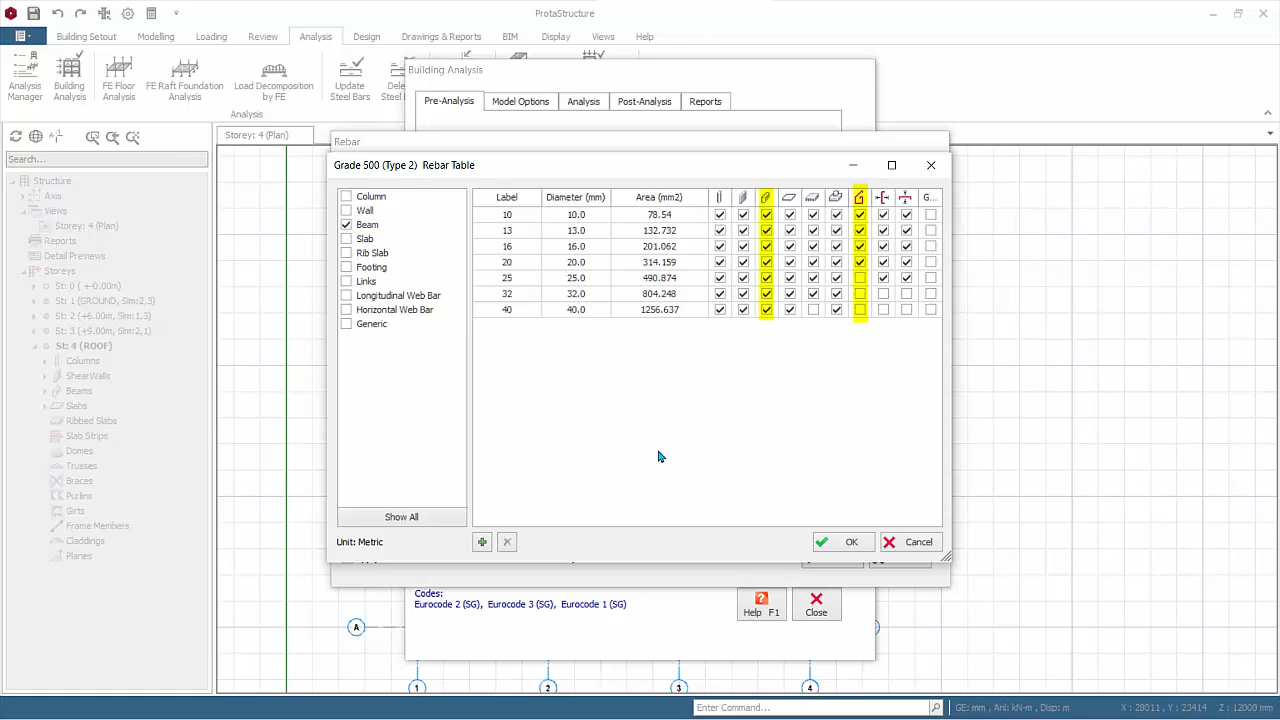 ProtaStructure
Building Setout Modelling Loading Review Analysis Design Drawings & Reports BIM Display Views Help
Analysis Manager
Building Analysis
FE Floor Analysis
FE Raft Foundation Analysis
Load Decomposition by FE
Update Steel Bars
Analysis
Building Analysis
Pre-Analysis Model Options Analysis Post-Analysis Reports
Storey: 4 (Plan)
Search...
Structure
Axis
Views
Storey: 4 (Plan)
Reports
Detail Previews
Storeys
St: 0 ( +-0.00m)
St: 1 (GROUND, Sim:2,3)
St: 2 (+6.00m, Sim:1,3)
St: 3 (+9.00m, Sim:2,1)
St: 4 (ROOF)
Columns
ShearWalls
Beams
Slabs
Ribbed Slabs
Slab Strips
Domes
Trusses
Braces
Purlins
Girts
Frame Members
Claddings
Planes
Rebar
Grade 500 (Type 2) Rebar Table
Column
Wall
Beam
Slab
Rib Slab
Footing
Links
Longitudinal Web Bar
Horizontal Web Bar
Generic
Show All
Unit: Metric
Label Diameter (mm) Area (mm2) G...
10 10.0 78.54
13 13.0 132.732
16 16.0 201.062
20 20.0 314.159
25 25.0 490.874
32 32.0 804.248
40 40.0 1256.637
OK Cancel
Codes:
Eurocode 2 (SG), Eurocode 3 (SG), Eurocode 1 (SG)
Help F1
Close
A
1 2 3 4
Enter Command...
GE: mm , Anl: kN-m , Disp: m
X : 28011 , Y : 23414 Z : 12000 mm